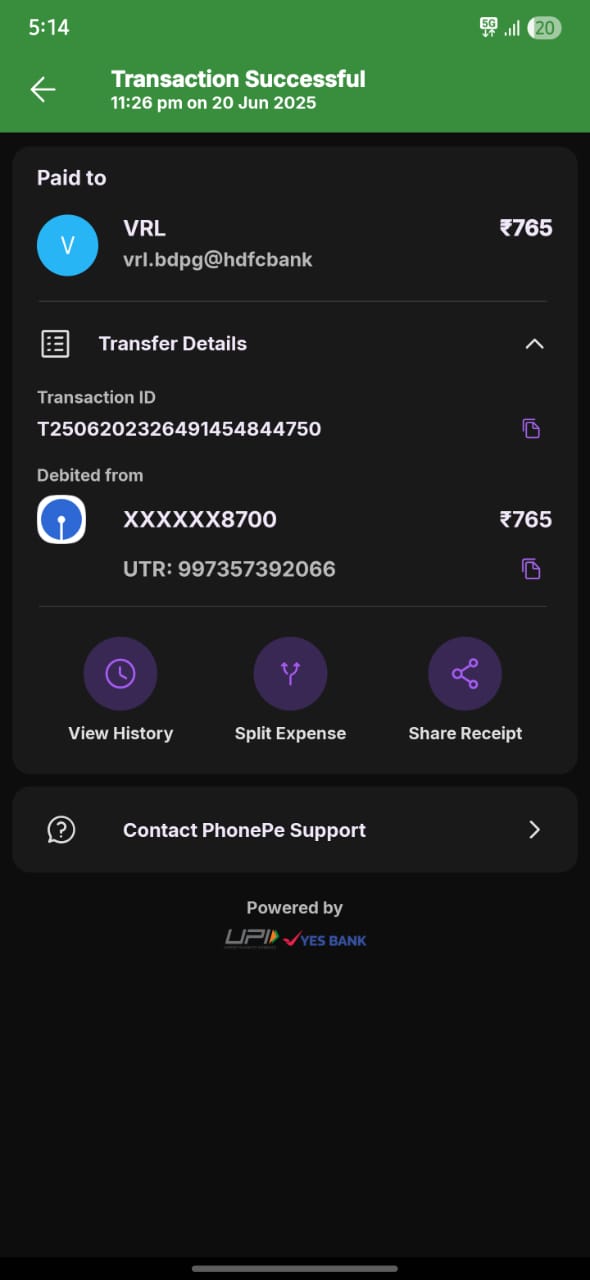 5:14
5G
20
Transaction Successful
11:26 pm on 20 Jun 2025
Paid to
V
VRL
₹765
vrl.bdpg@hdfcbank
Transfer Details
Transaction ID
T2506202326491454844750
Debited from
XXXXXX8700
₹765
UTR: 997357392066
View History
Split Expense
Share Receipt
Contact PhonePe Support
Powered by
UPI YES BANK